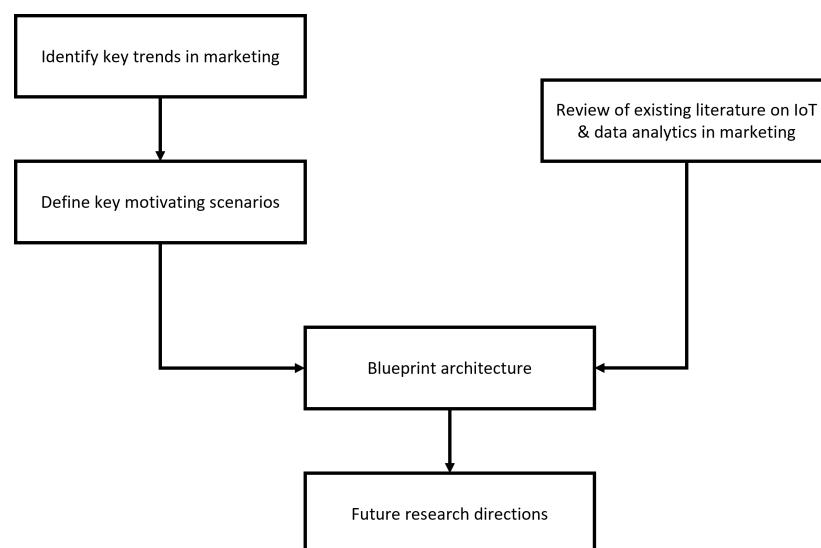 Identify key trends in marketing
Review of existing literature on IoT
& data analytics in marketing
Define key motivating scenarios
Blueprint architecture
Future research directions